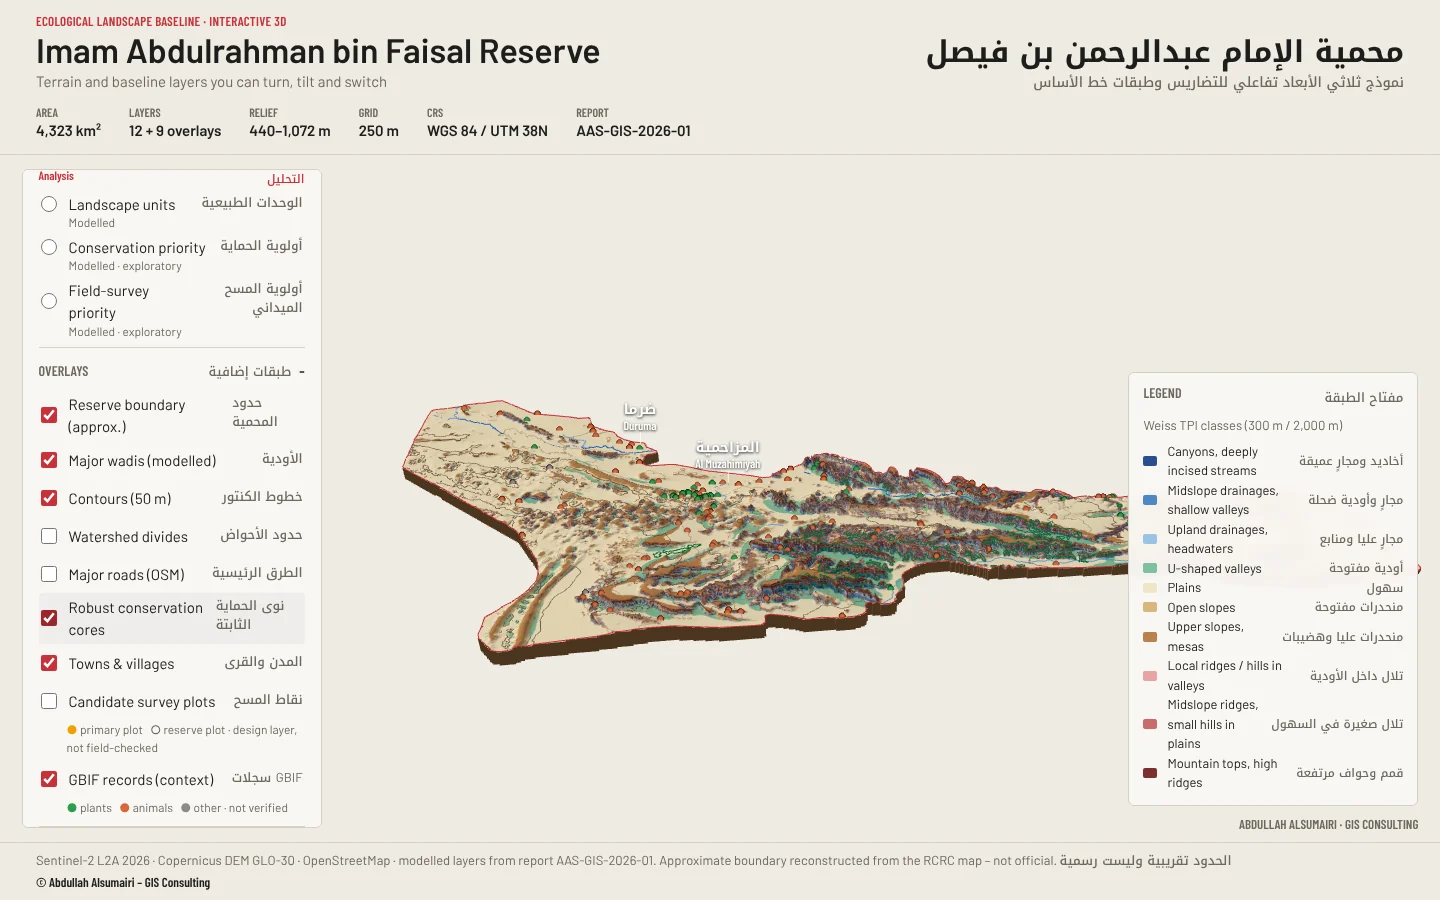 ECOLOGICAL LANDSCAPE BASELINE · INTERACTIVE 3D
Imam Abdulrahman bin Faisal Reserve
محمية الإمام عبدالرحمن بن فيصل
Terrain and baseline layers you can turn, tilt and switch
نموذج ثلاثي الأبعاد تفاعلي للتضاريس وطبقات خط الأساس
AREA
4,323 km²
LAYERS
12 + 9 overlays
RELIEF
440–1,072 m
GRID
250 m
CRS
WGS 84 / UTM 38N
REPORT
AAS-GIS-2026-01
Analysis
التحليل
Landscape units
الوحدات الطبيعية
Modelled
Conservation priority
أولوية الحماية
Modelled · exploratory
Field-survey
priority
أولوية المسح
الميداني
Modelled · exploratory
OVERLAYS
طبقات إضافية -
Reserve boundary
(approx.)
حدود
المحمية
Major wadis (modelled)
الأودية
Contours (50 m)
خطوط الكنتور
Watershed divides
حدود الأحواض
Major roads (OSM)
الطرق الرئيسية
Robust conservation
cores
نوى الحماية
الثابتة
Towns & villages
المدن والقرى
Candidate survey plots
نقاط المسح
primary plot
reserve plot · design layer,
not field-checked
GBIF records (context)
سجلات GBIF
plants
animals
other · not verified
ضرما
Duruma
المزاحمية
Al Muzahimiyah
LEGEND
مفتاح الطبقة
Weiss TPI classes (300 m / 2,000 m)
Canyons, deeply
incised streams
أخاديد ومجارٍ عميقة
Midslope drainages,
shallow valleys
مجارٍ وأودية ضحلة
Upland drainages,
headwaters
مجارٍ عليا ومنابع
U-shaped valleys
أودية مفتوحة
Plains
سهول
Open slopes
منحدرات مفتوحة
Upper slopes,
mesas
منحدرات عليا وهضيبات
Local ridges / hills in
valleys
تلال داخل الأودية
Midslope ridges,
small hills in
plains
تلال صغيرة في السهول
Mountain tops, high
ridges
قمم وحواف مرتفعة
ABDULLAH ALSUMAIRI · GIS CONSULTING
Sentinel-2 L2A 2026 · Copernicus DEM GLO-30 · OpenStreetMap · modelled layers from report AAS-GIS-2026-01. Approximate boundary reconstructed from the RCRC map – not official. الحدود تقريبية وليست رسمية
© Abdullah Alsumairi – GIS Consulting